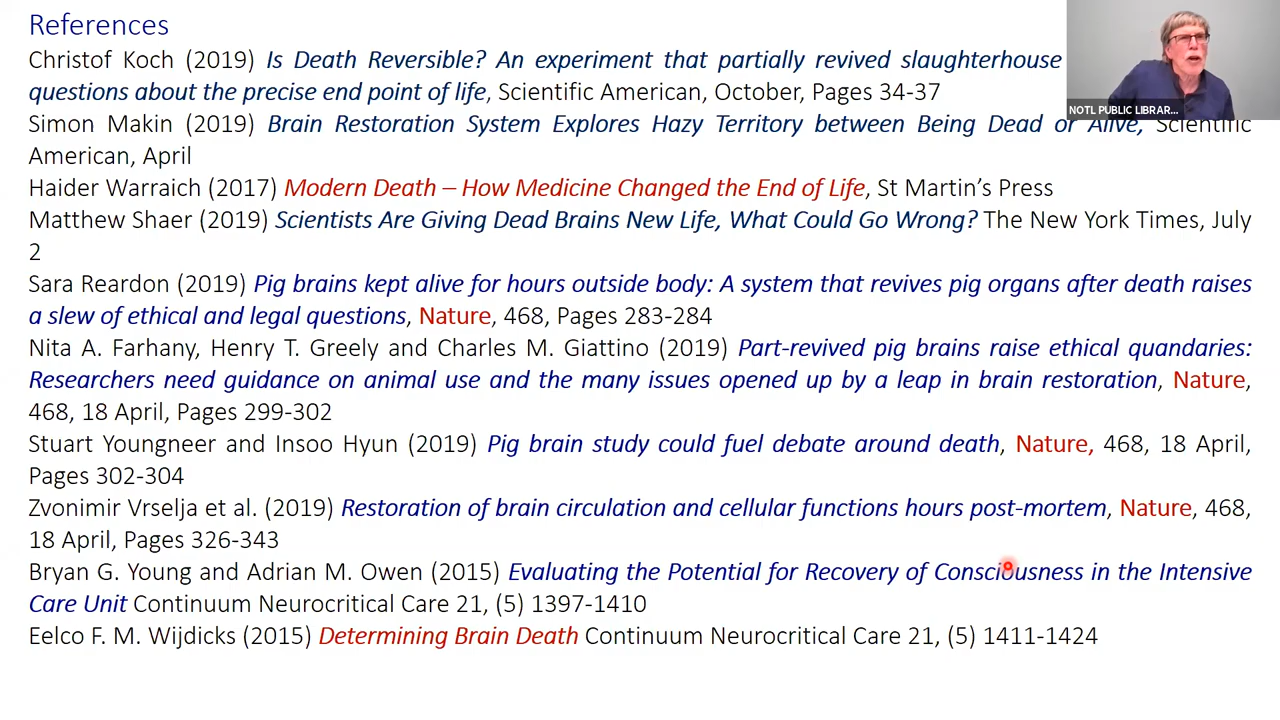 References
Christof Koch (2019) Is Death Reversible? An experiment that partially revived slaughterhouse
questions about the precise end point of life, Scientific American, October, Pages 34-37
NOTL PUBLIC LIBRAR...
Simon Makin (2019) Brain Restoration System Explores Hazy Territory between Being Dead or Alive, Scientific
American, April
Haider Warraich (2017) Modern Death – How Medicine Changed the End of Life, St Martin's Press
Matthew Shaer (2019) Scientists Are Giving Dead Brains New Life, What Could Go Wrong? The New York Times, July
2
Sara Reardon (2019) Pig brains kept alive for hours outside body: A system that revives pig organs after death raises
a slew of ethical and legal questions, Nature, 468, Pages 283-284
Nita A. Farhany, Henry T. Greely and Charles M. Giattino (2019) Part-revived pig brains raise ethical quandaries:
Researchers need guidance on animal use and the many issues opened up by a leap in brain restoration, Nature,
468, 18 April, Pages 299-302
Stuart Youngneer and Insoo Hyun (2019) Pig brain study could fuel debate around death, Nature, 468, 18 April,
Pages 302-304
Zvonimir Vrselja et al. (2019) Restoration of brain circulation and cellular functions hours post-mortem, Nature, 468,
18 April, Pages 326-343
Bryan G. Young and Adrian M. Owen (2015) Evaluating the Potential for Recovery of Consciousness in the Intensive
Care Unit Continuum Neurocritical Care 21, (5) 1397-1410
Eelco F. M. Wijdicks (2015) Determining Brain Death Continuum Neurocritical Care 21, (5) 1411-1424